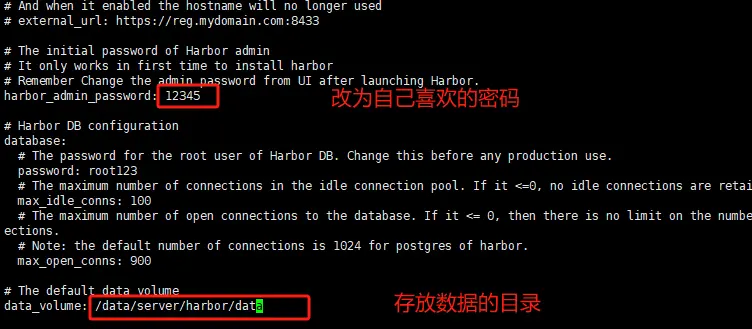 # And when it enabled the hostname will no longer used
# external_url: https://reg.mydomain.com:8433
# The initial password of Harbor admin
# It only works in first time to install harbor
# Remember Change the admin password from UI after launching Harbor.
harbor_admin_password: 12345
改为自己喜欢的密码
# Harbor DB configuration
database:
# The password for the root user of Harbor DB. Change this before any production use.
password: root123
# The maximum number of connections in the idle connection pool. If it <=0, no idle connections are retai
max_idle_conns: 100
# The maximum number of open connections to the database. If it <= 0, then there is no limit on the numbe
ections.
# Note: the default number of connections is 1024 for postgres of harbor.
max_open_conns: 900
# The default data volume
data_volume: /data/server/harbor/data
存放数据的目录